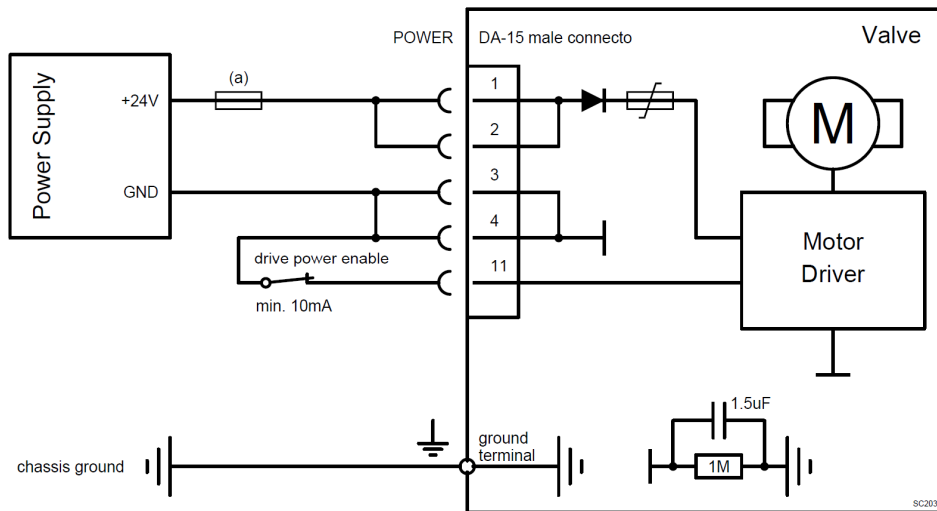 POWER
DA-15 male connecto
Valve
Power Supply
+24V
(a)
1
2
M
GND
3
4
drive power enable
11
min. 10mA
Motor
Driver
1.5uF
ground
terminal
chassis ground
1M
SC203